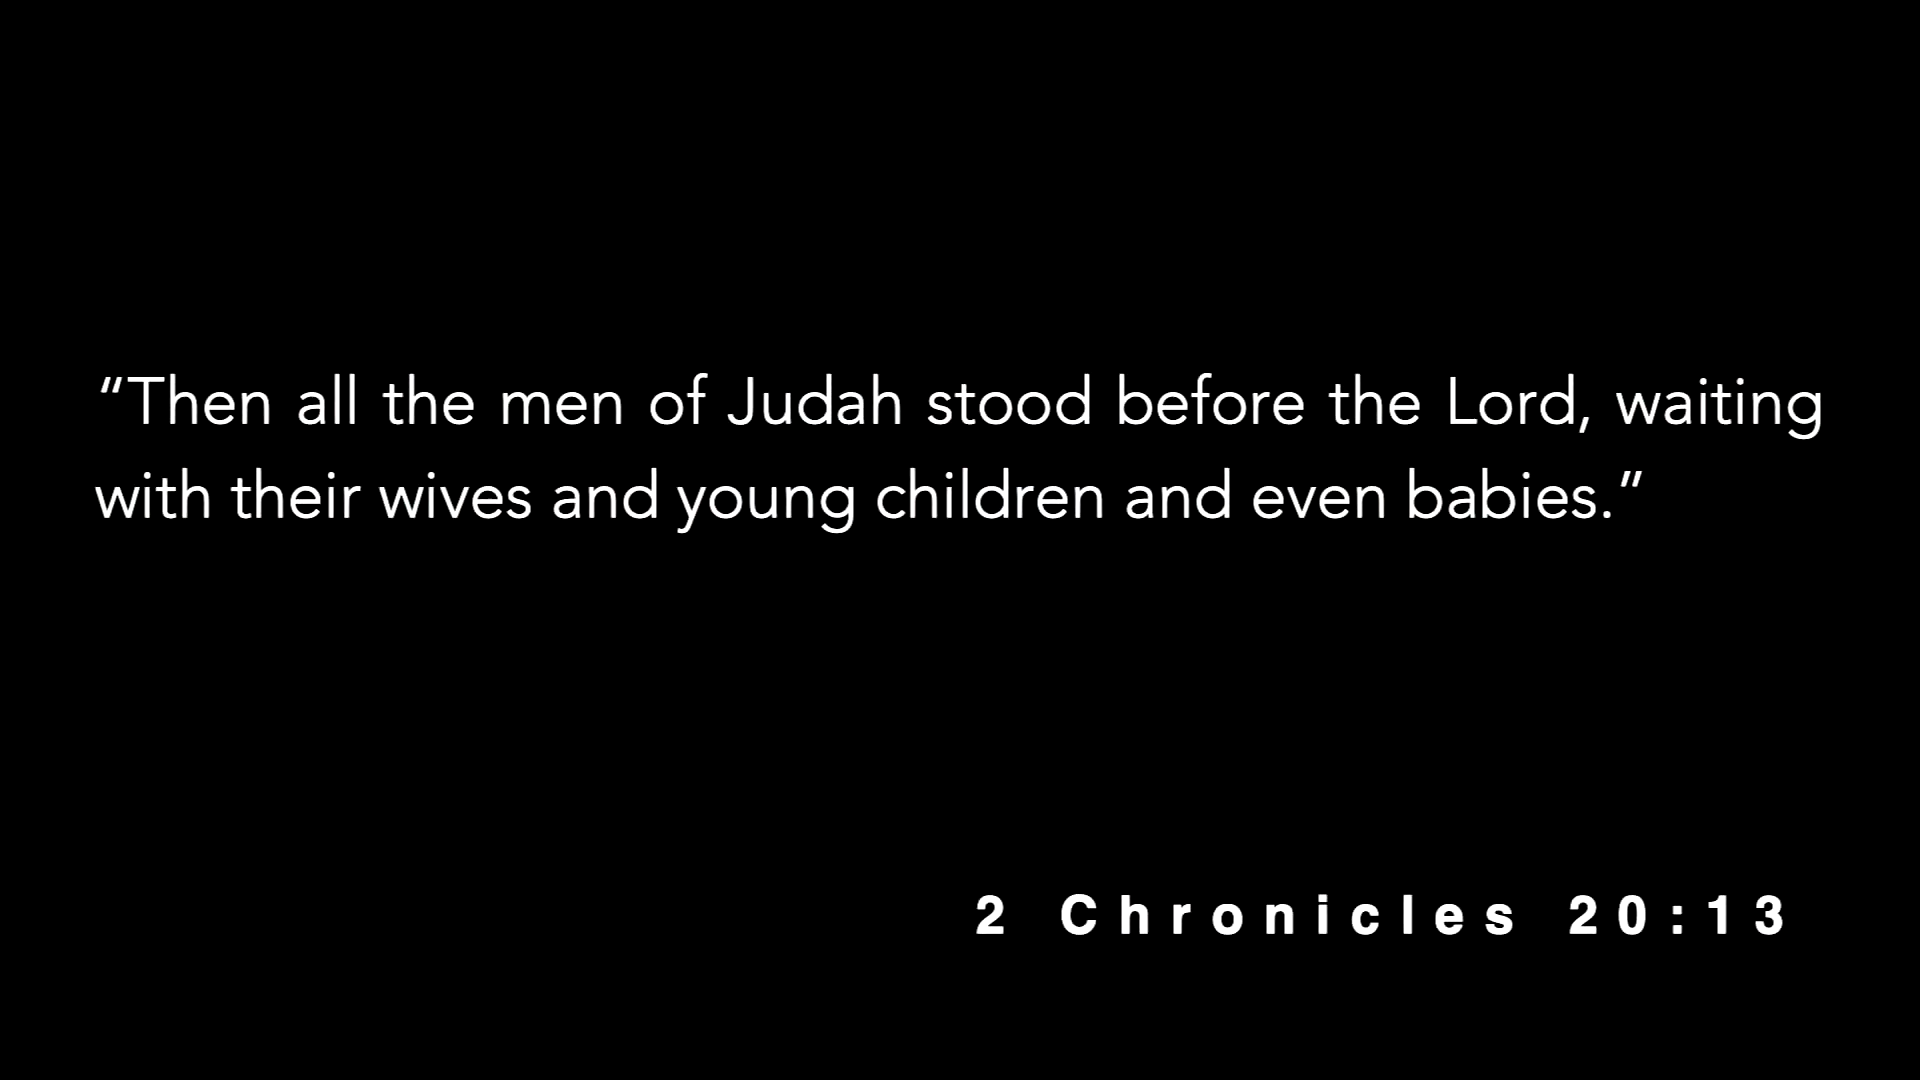 “Then all the men of Judah stood before the Lord, waiting
with their wives and young children and even babies.”
2 Chronicles 20:13